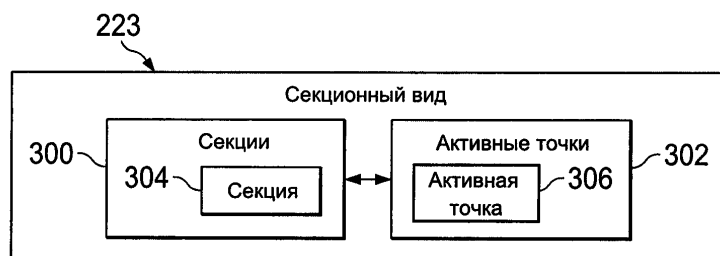 223
Секционный вид
Секции
Активные точки
300
302
304
Секция
Активная
точка
306